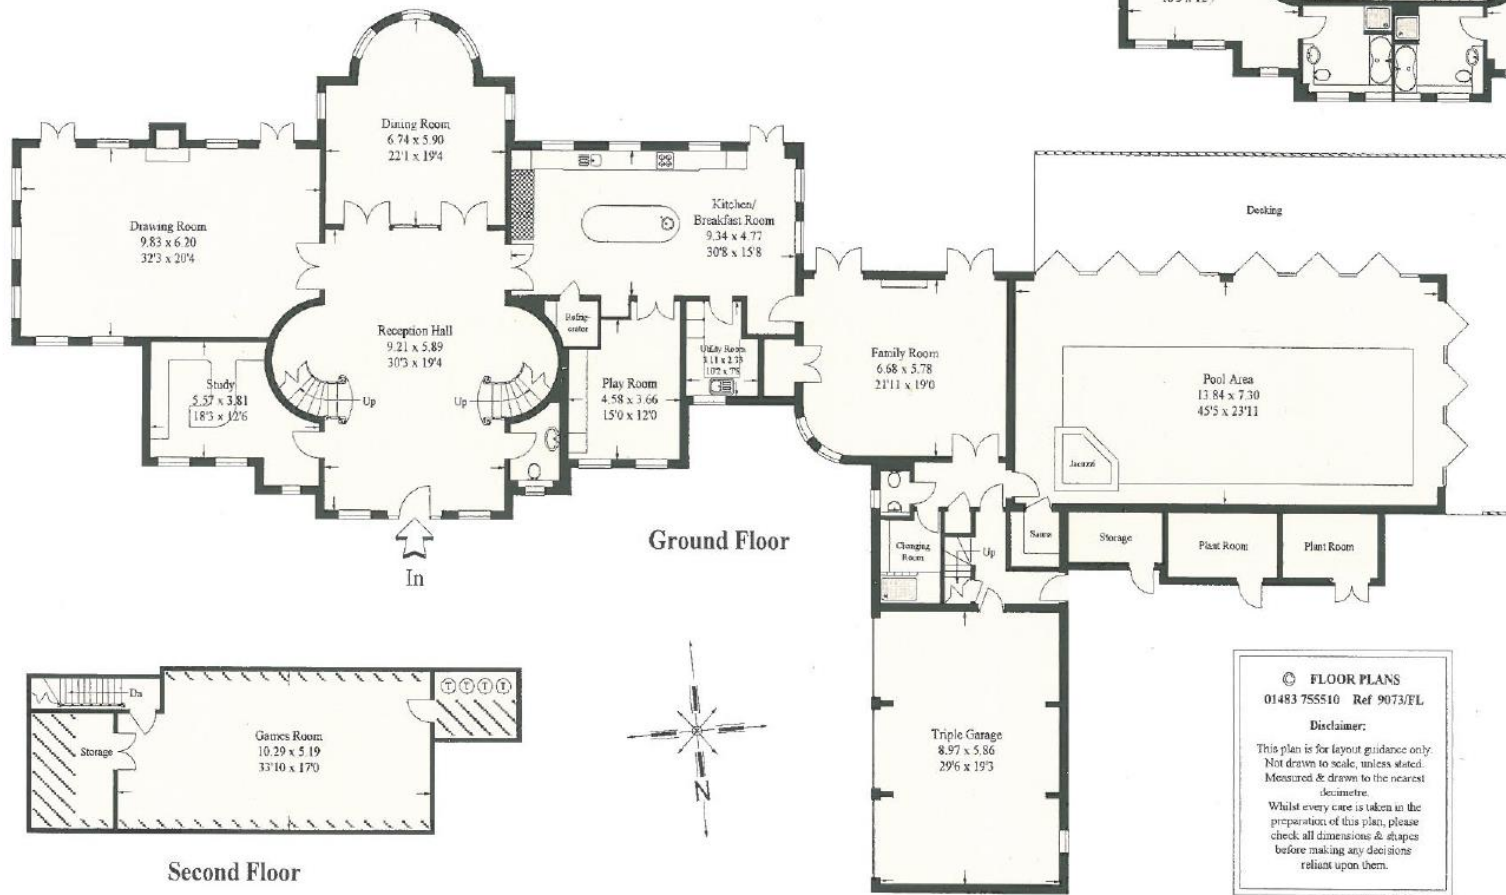 Dining Room
6.74 x 5.90
22'1 x 19'4
Drawing Room
9.83 x 6.20
32'3 x 20'4
Kitchen/
Breakfast Room
9.34 x 4.77
30'8 x 15'8
Decking
Reception Hall
9.21 x 5.89
30'3 x 19'4
Refrig-
erator
Utility Room
3.11 x 2.33
10'2 x 7'8
Family Room
6.68 x 5.78
21'11 x 19'0
Study
5.57 x 3.81
18'3 x 12'6
Up
Up
Play Room
4.58 x 3.66
15'0 x 12'0
Pool Area
13.84 x 7.30
45'5 x 23'11
Jacuzzi
Ground Floor
In
Changing
Room
Up
Sauna
Storage
Plant Room
Plant Room
Dn
T T T T
Storage
Games Room
10.29 x 5.19
33'10 x 17'0
Second Floor
N
Triple Garage
8.97 x 5.86
29'6 x 19'3
© FLOOR PLANS
01483 755510 Ref 9073/FL
Disclaimer:
This plan is for layout guidance only.
Not drawn to scale, unless stated.
Measured & drawn to the nearest
decimetre.
Whilst every care is taken in the
preparation of this plan, please
check all dimensions & shapes
before making any decisions
reliant upon them.